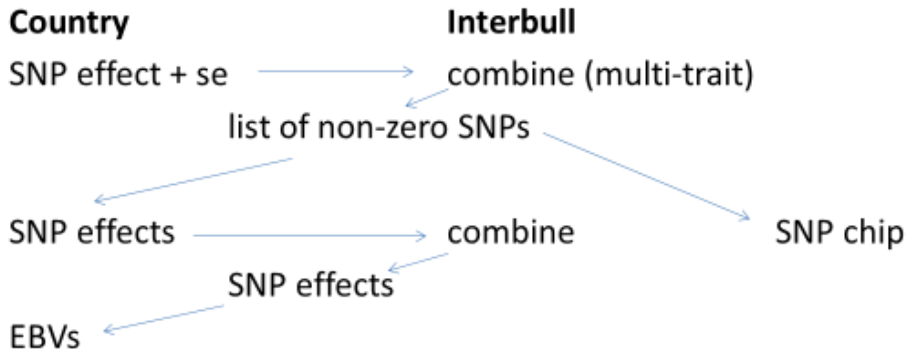 Country Interbull
SNP effect + se combine (multi-trait)
list of non-zero SNPs
SNP effects combine SNP chip
SNP effects
EBVs